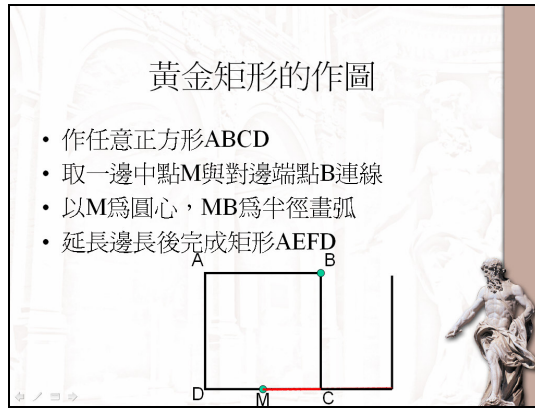 黃金矩形的作圖
• 作任意正方形ABCD
• 取一邊中點M與對邊端點B連線
• 以M為圓心，MB為半徑畫弧
• 延長邊長後完成矩形AEFD
A B
D M C